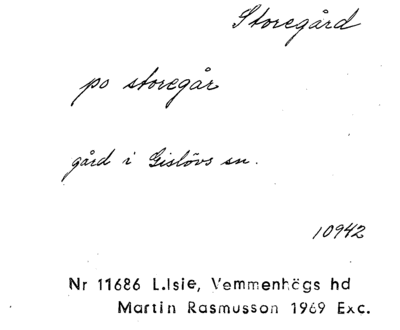 Storegård
po storegår
gård i Gislövs sn.
10942
Nr 11686 L.Isie, Vemmenhögs hd
Martin Rasmusson 1969 Exc.